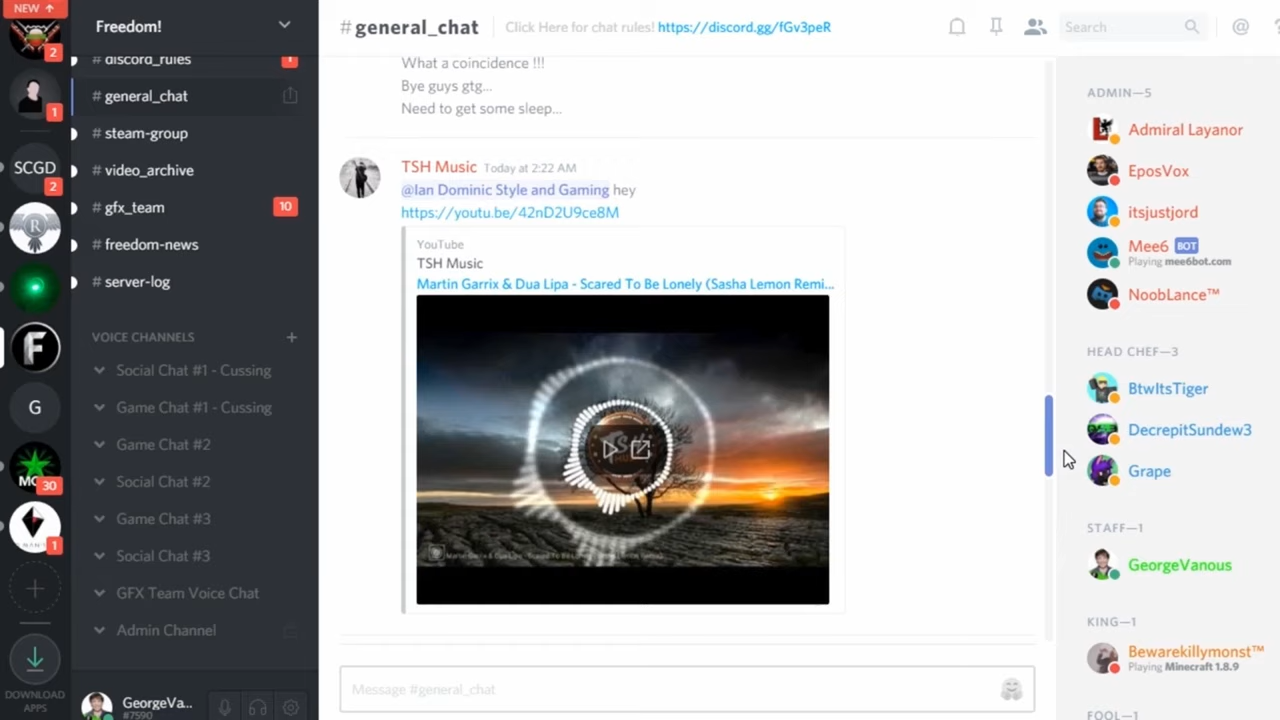 NEW ↑
2
1
SCGD
2
R
F
G
MC
30
1
+
DOWNLOAD
APPS
Freedom!
# discord_rules
1
# general_chat
# steam-group
# video_archive
# gfx_team
10
# freedom-news
# server-log
VOICE CHANNELS +
Social Chat #1 - Cussing
Game Chat #1 - Cussing
Game Chat #2
Social Chat #2
Game Chat #3
Social Chat #3
GFX Team Voice Chat
Admin Channel
GeorgeVa...
#7590
# general_chat
Click Here for chat rules! https://discord.gg/fGv3peR
Search
@
?
What a coincidence !!!
Bye guys gtg...
Need to get some sleep...
TSH Music Today at 2:22 AM
@Ian Dominic Style and Gaming hey
https://youtu.be/42nD2U9ce8M
YouTube
TSH Music
Martin Garrix & Dua Lipa - Scared To Be Lonely (Sasha Lemon Remi...
Message #general_chat
ADMIN—5
Admiral Layanor
EposVox
itsjustjord
Mee6 BOT
Playing mee6bot.com
NoobLance™
HEAD CHEF—3
BtwItsTiger
DecrepitSundew3
Grape
STAFF—1
GeorgeVanous
KING—1
Bewarekillymonst™
Playing Minecraft 1.8.9
FOOL—1